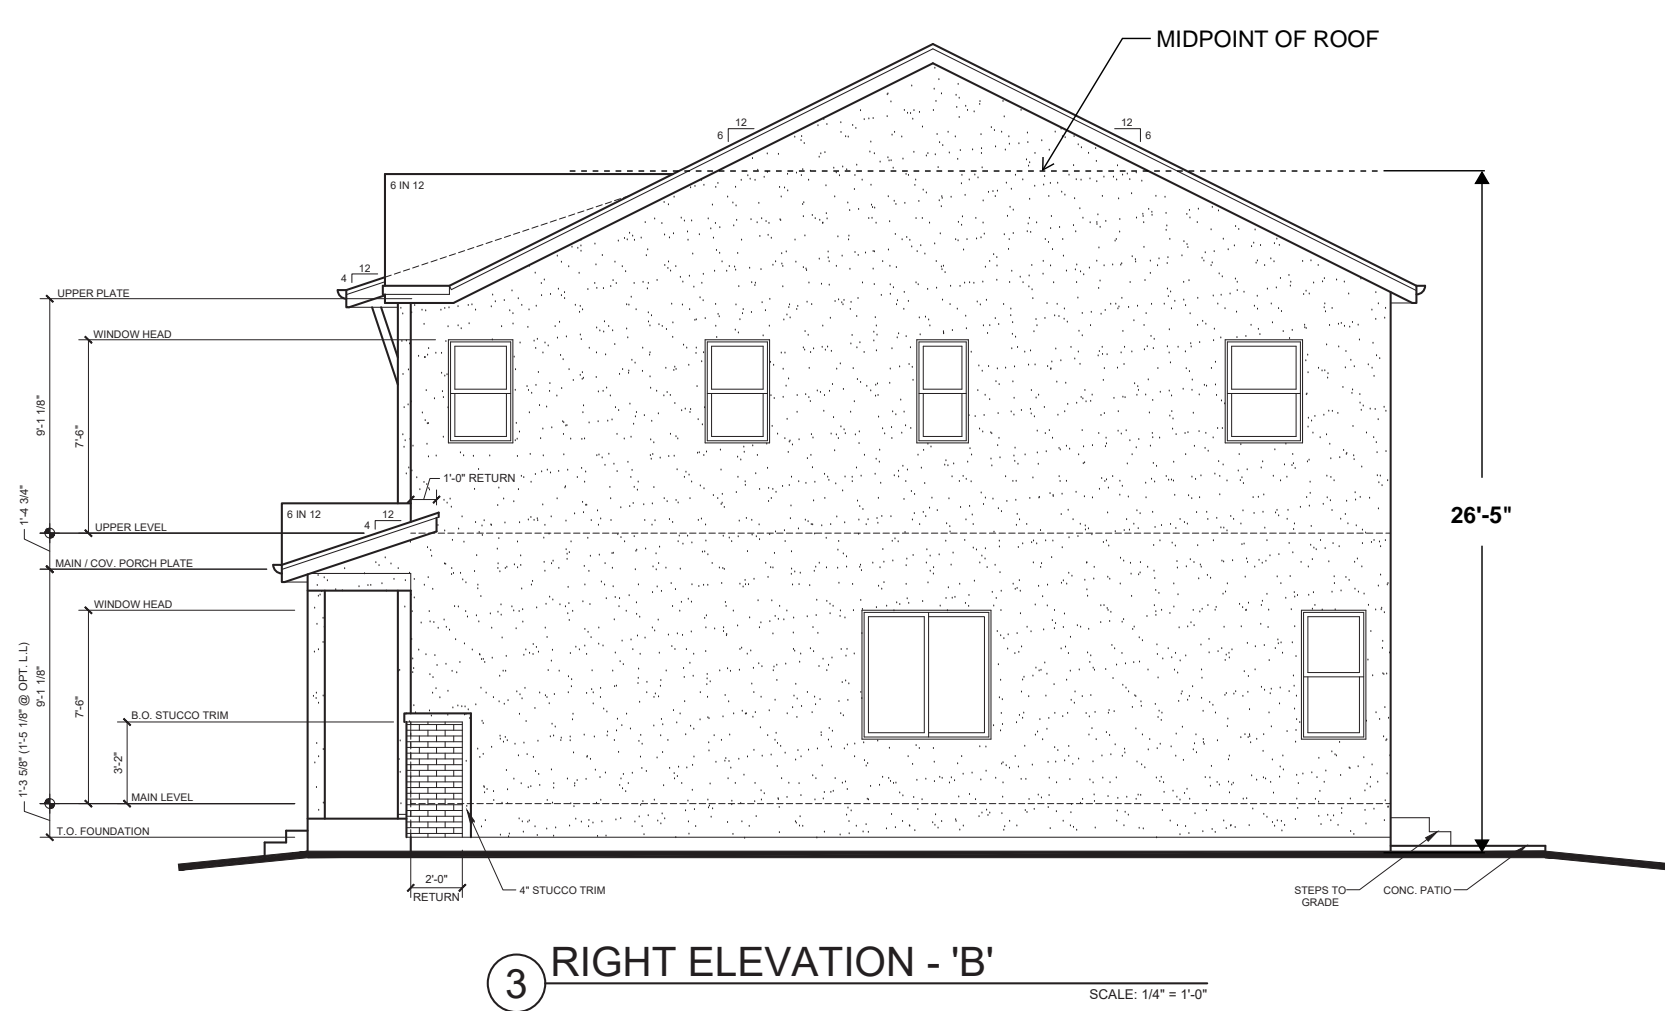 MIDPOINT OF ROOF
12
6
12
6
6 IN 12
12
4
UPPER PLATE
WINDOW HEAD
9'-1 1/8"
7'-6"
1'-0" RETURN
1'-4 3/4"
6 IN 12
12
4
UPPER LEVEL
26'-5"
MAIN / COV. PORCH PLATE
WINDOW HEAD
1'-3 5/8" (1'-5 1/8" @ OPT. L.L)
9'-1 1/8"
7'-6"
B.O. STUCCO TRIM
3'-2"
MAIN LEVEL
T.O. FOUNDATION
2'-0"
RETURN
4" STUCCO TRIM
STEPS TO
GRADE
CONC. PATIO
3
RIGHT ELEVATION - 'B'
SCALE: 1/4" = 1'-0"